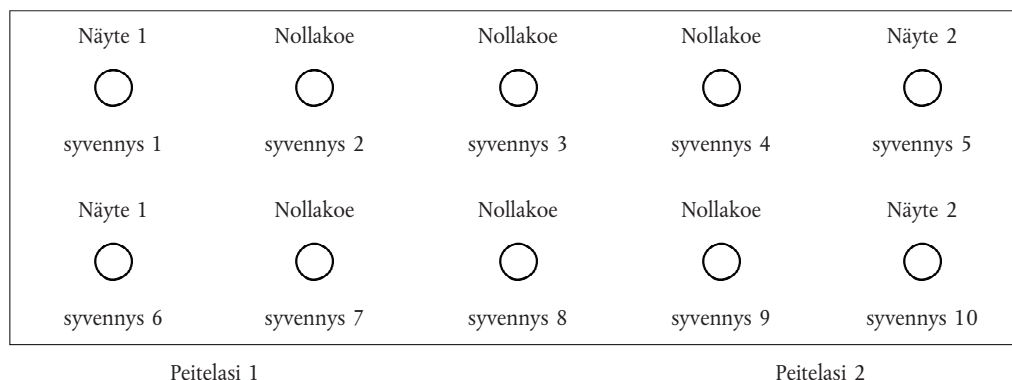 Näyte 1 Nollakoe Nollakoe Nollakoe Näyte 2
syvennys 1 syvennys 2 syvennys 3 syvennys 4 syvennys 5
Näyte 1 Nollakoe Nollakoe Nollakoe Näyte 2
syvennys 6 syvennys 7 syvennys 8 syvennys 9 syvennys 10
Peitelasi 1 Peitelasi 2